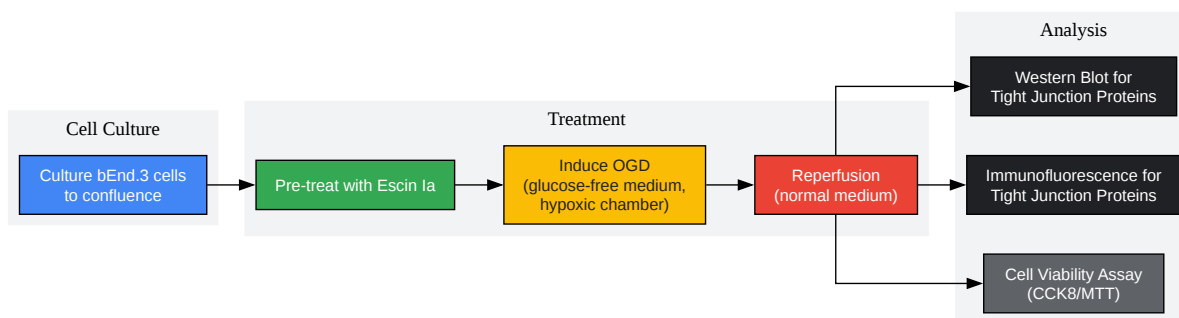 Cell Culture
Culture bEnd.3 cells
to confluence
Treatment
Pre-treat with Escin Ia
Induce OGD
(glucose-free medium,
hypoxic chamber)
Reperfusion
(normal medium)
Analysis
Western Blot for
Tight Junction Proteins
Immunofluorescence for
Tight Junction Proteins
Cell Viability Assay
(CCK8/MTT)